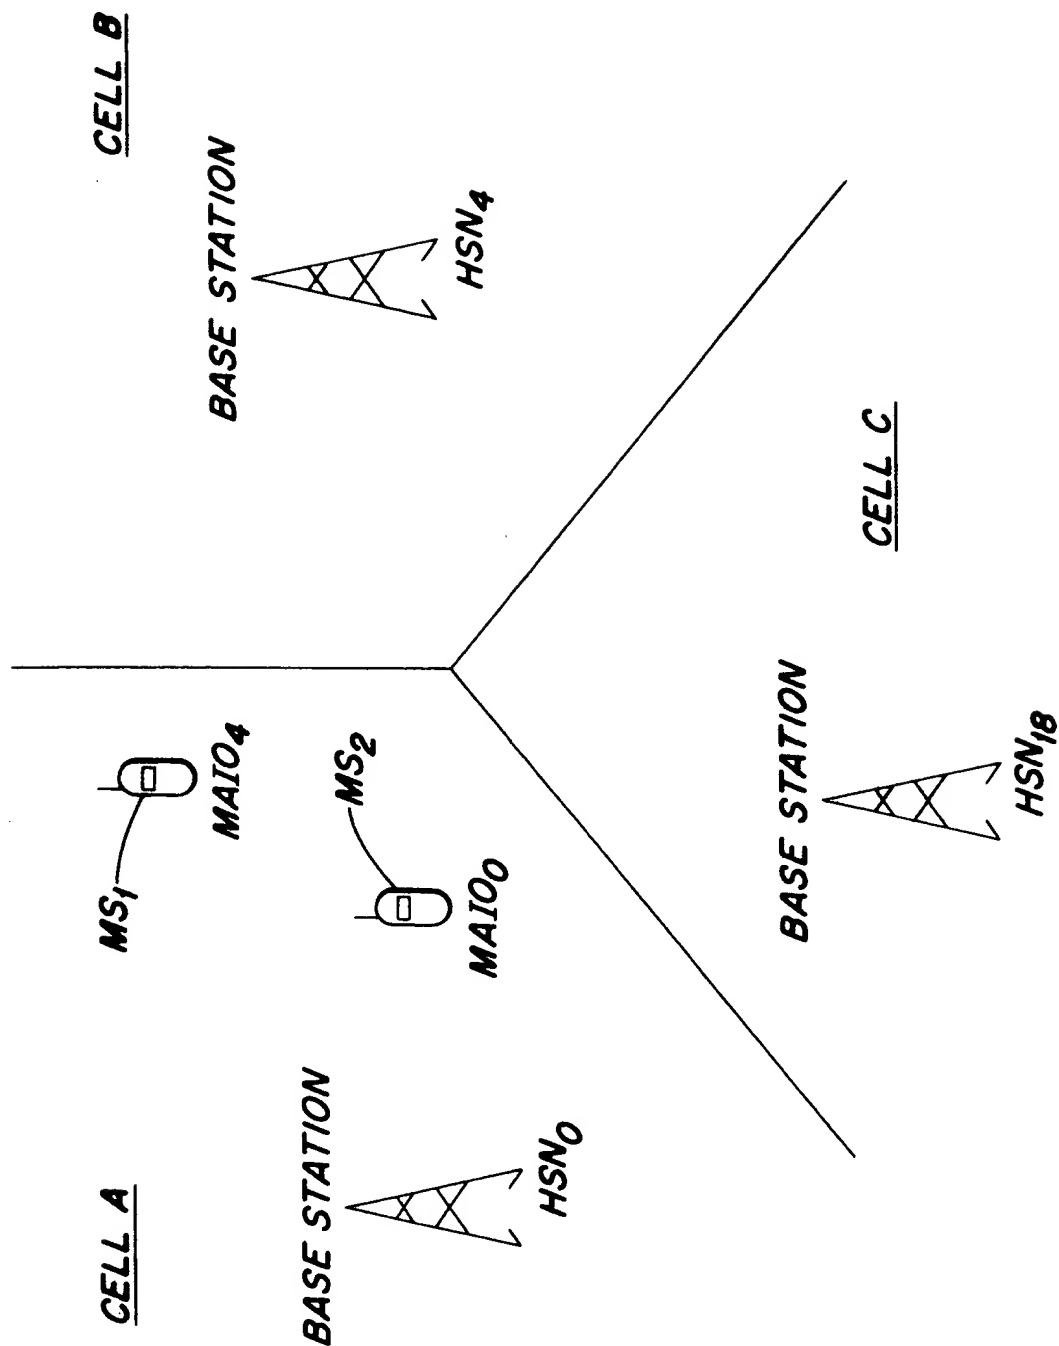 CELL A
BASE STATION
HSN0
MS1
MAIO4
MS2
MAIO0
CELL B
BASE STATION
HSN4
BASE STATION
HSN18
CELL C